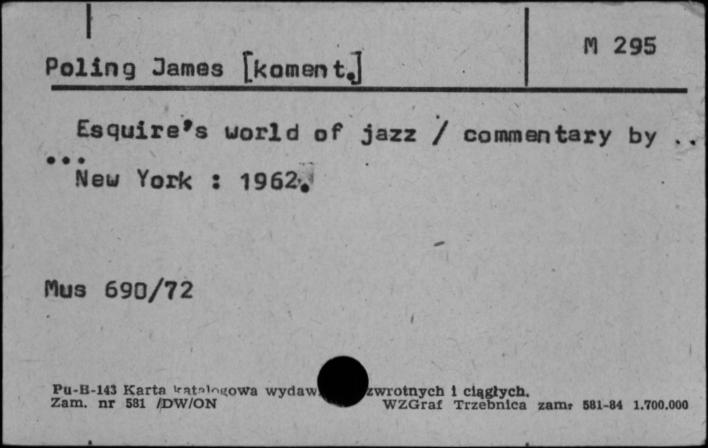 M 295
Poling James [koment.]
Esquire's world of jazz / commentary by ..
...
New York : 1962.
Mus 690/72
Pu-B-143 Karta katalogowa wydaw zwrotnych i ciągłych.
Zam. nr 581 /DW/ON WZGraf Trzebnica zamr 581-84 1.700.000